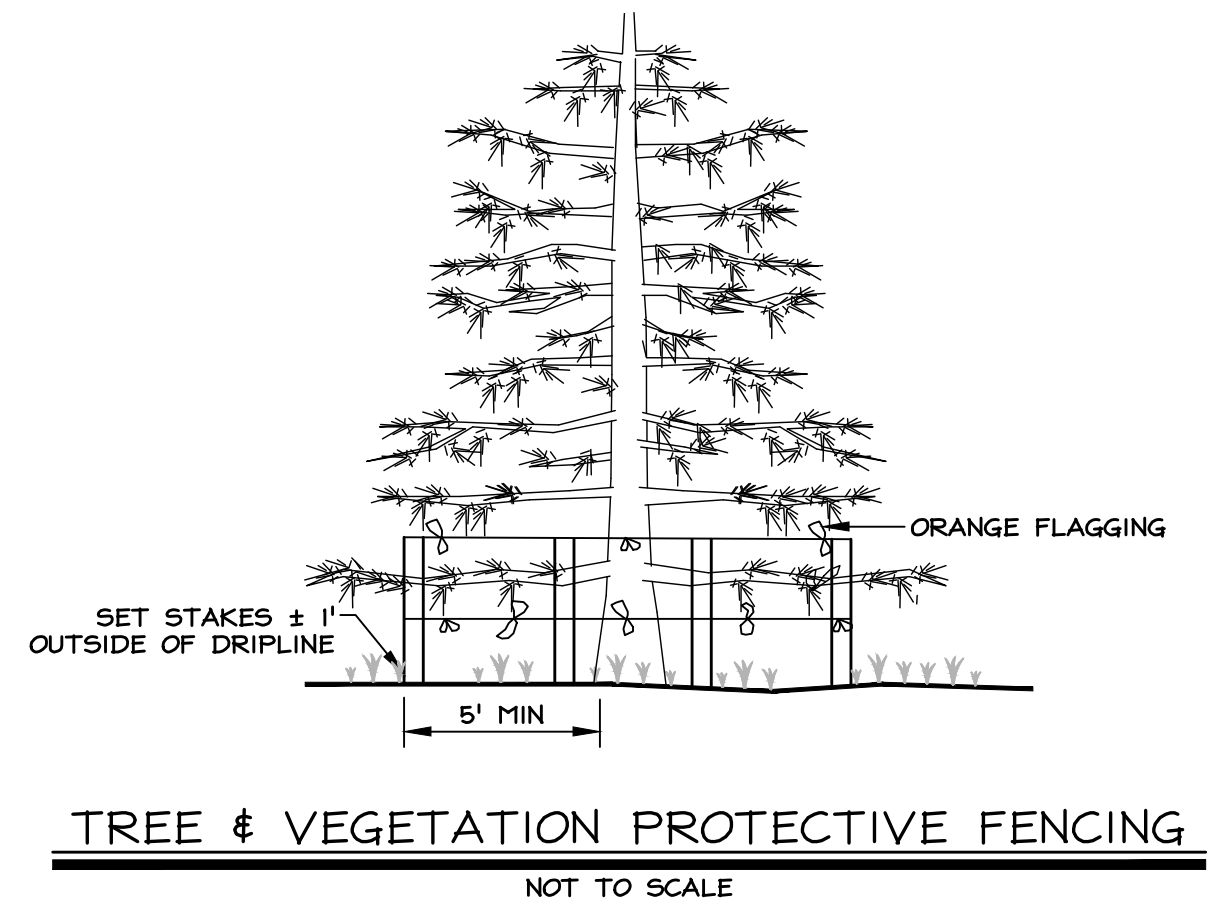 ORANGE FLAGGING
SET STAKES ± 1'
OUTSIDE OF DRIPLINE
5' MIN
TREE & VEGETATION PROTECTIVE FENCING
NOT TO SCALE